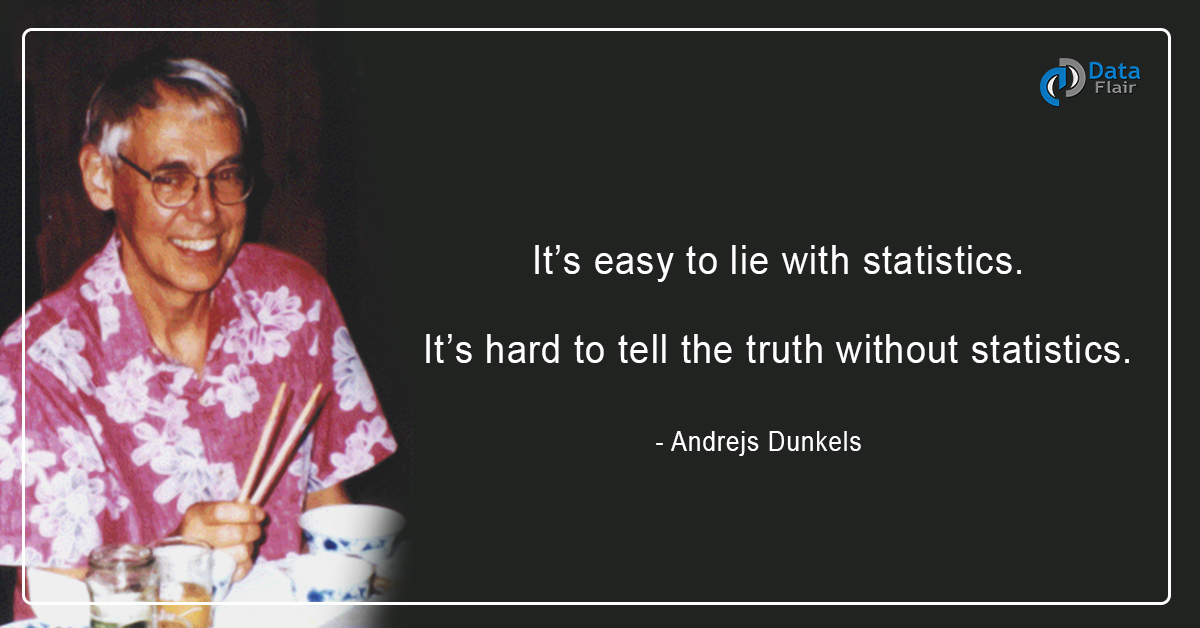 Data
Flair
It’s easy to lie with statistics.
It’s hard to tell the truth without statistics.
- Andrejs Dunkels